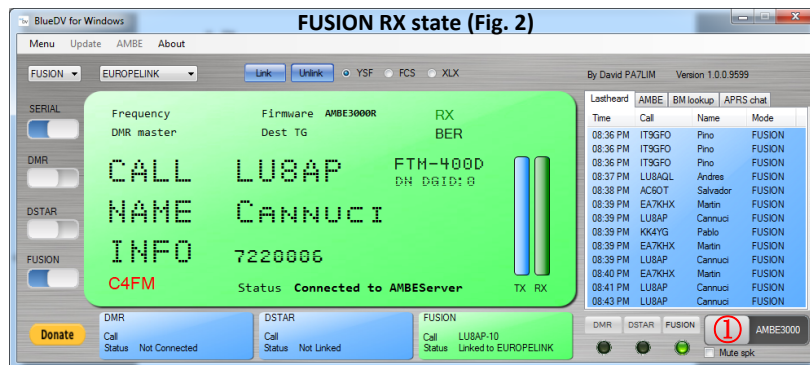 BlueDV for Windows
FUSION RX state (Fig. 2)
Menu Update AMBE About
FUSION EUROPELINK Link Unlink YSF FCS XLX By David PA7LIM Version 1.0.0.9599
SERIAL
DMR
DSTAR
FUSION
Donate
Frequency Firmware AMBE3000R RX
DMR master Dest TG BER
CALL LU8AP FTM-400D
DN DGID:0
NAME Cannuci
INFO 7220006
C4FM Status Connected to AMBEServer TX RX
Lastheard AMBE BM lookup APRS chat
Time Call Name Mode
08:36 PM IT9GFO Pino FUSION
08:36 PM IT9GFO Pino FUSION
08:36 PM IT9GFO Pino FUSION
08:37 PM LU8AQL Andres FUSION
08:38 PM AC6OT Salvador FUSION
08:39 PM EA7KHX Martin FUSION
08:39 PM LU8AP Cannuci FUSION
08:39 PM KK4YG Pablo FUSION
08:39 PM EA7KHX Martin FUSION
08:39 PM LU8AP Cannuci FUSION
08:40 PM EA7KHX Martin FUSION
08:41 PM LU8AP Cannuci FUSION
08:43 PM LU8AP Cannuci FUSION
DMR
Call
Status Not Connected
DSTAR
Call
Status Not Linked
FUSION
Call LU8AP-10
Status Linked to EUROPELINK
DMR DSTAR FUSION ① AMBE3000
Mute spk